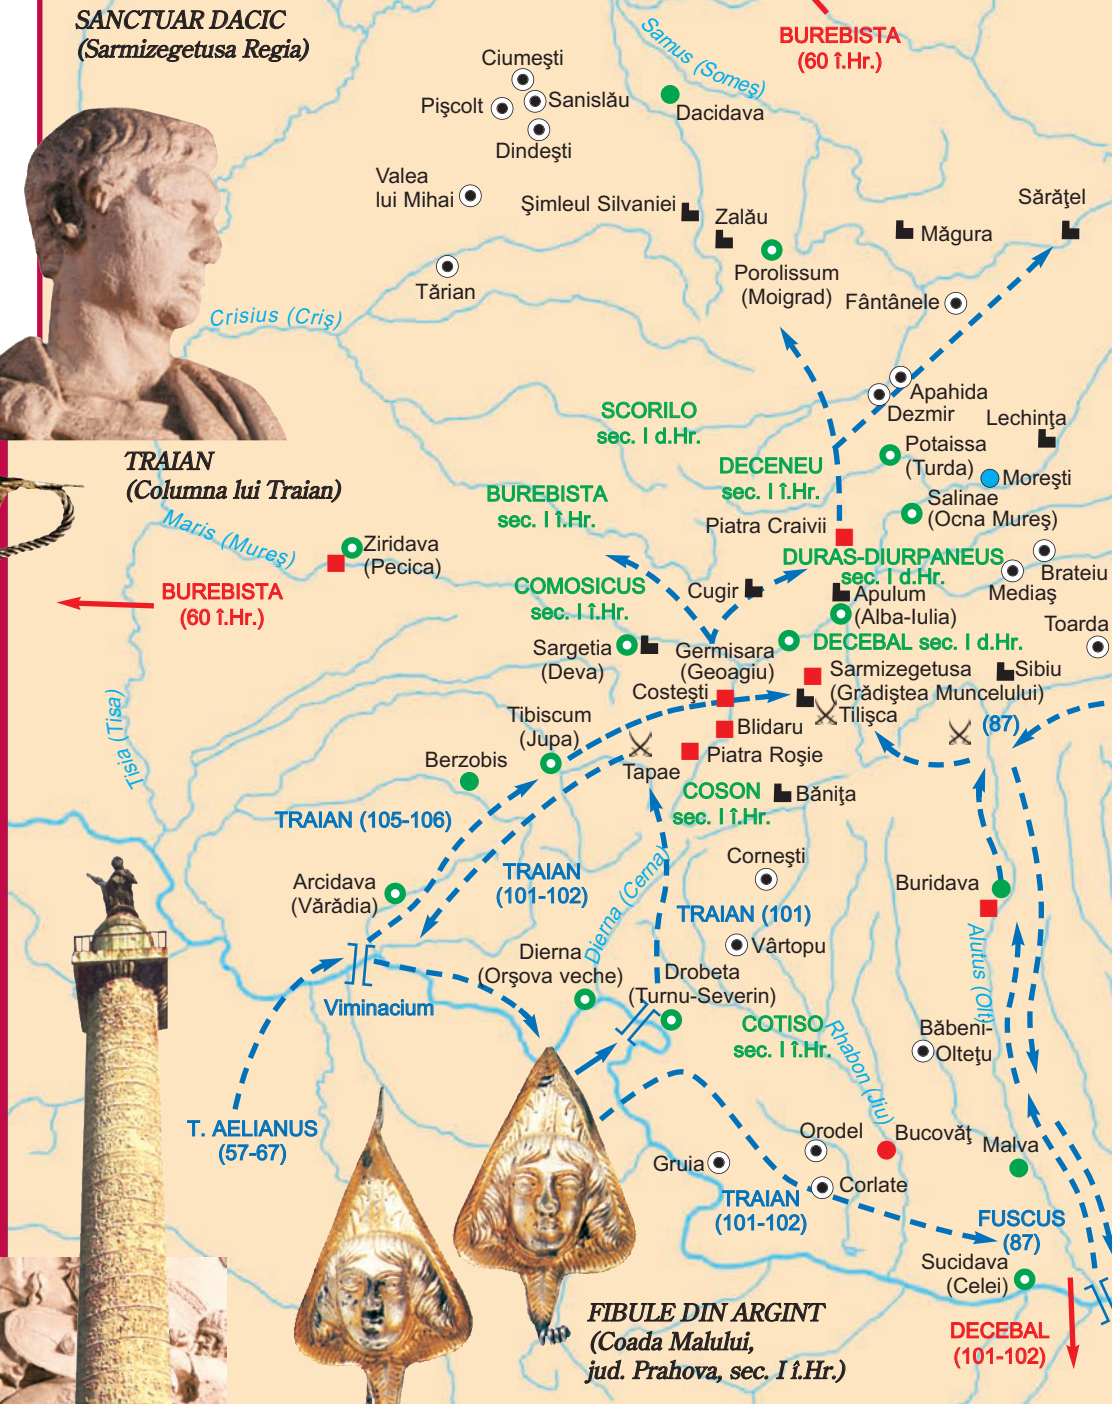 SANCTUAR DACIC
(Sarmizegetusa Regia)
Samus (Someş)
BUREBISTA
(60 î.Hr.)
Ciumeşti
Pişcolt
Sanislău
Dindeşti
Dacidava
Valea
lui Mihai
Şimleul Silvaniei
Zalău
Sărăţel
Măgura
Porolissum
(Moigrad)
Tărian
Fântânele
Crisius (Criş)
Apahida
Dezmir
SCORILO
sec. I d.Hr.
Lechinţa
Potaissa
(Turda)
TRAIAN
(Columna lui Traian)
DECENEU
sec. I î.Hr.
Moreşti
BUREBISTA
sec. I î.Hr.
Salinae
(Ocna Mureş)
Piatra Craivii
Maris (Mureş)
Ziridava
(Pecica)
DURAS-DIURPANEUS
sec. I d.Hr.
Brateiu
Mediaş
BUREBISTA
(60 î.Hr.)
COMOSICUS
sec. I î.Hr.
Cugir
Apulum
(Alba-Iulia)
Toarda
DECEBAL sec. I d.Hr.
Sargetia
(Deva)
Germisara
(Geoagiu)
Sarmizegetusa
(Grădiştea Muncelului)
Sibiu
Costeşti
Tisia (Tisa)
Tibiscum
(Jupa)
Tilişca
(87)
Blidaru
Berzobis
Tapae
Piatra Roşie
COSON
sec. I î.Hr.
Băniţa
TRAIAN (105-106)
TRAIAN
(101-102)
Corneşti
Arcidava
(Vărădia)
Buridava
Dierna (Cerna)
TRAIAN (101)
Vârtopu
Alutus (Olt)
Dierna
(Orşova veche)
Drobeta
(Turnu-Severin)
Viminacium
COTISO
sec. I î.Hr.
Rhabon (Jiu)
Băbeni-
Olteţu
T. AELIANUS
(57-67)
Orodel
Bucovăţ
Malva
Gruia
Corlate
TRAIAN
(101-102)
FUSCUS
(87)
Sucidava
(Celei)
FIBULE DIN ARGINT
(Coada Malului,
jud. Prahova, sec. I î.Hr.)
DECEBAL
(101-102)